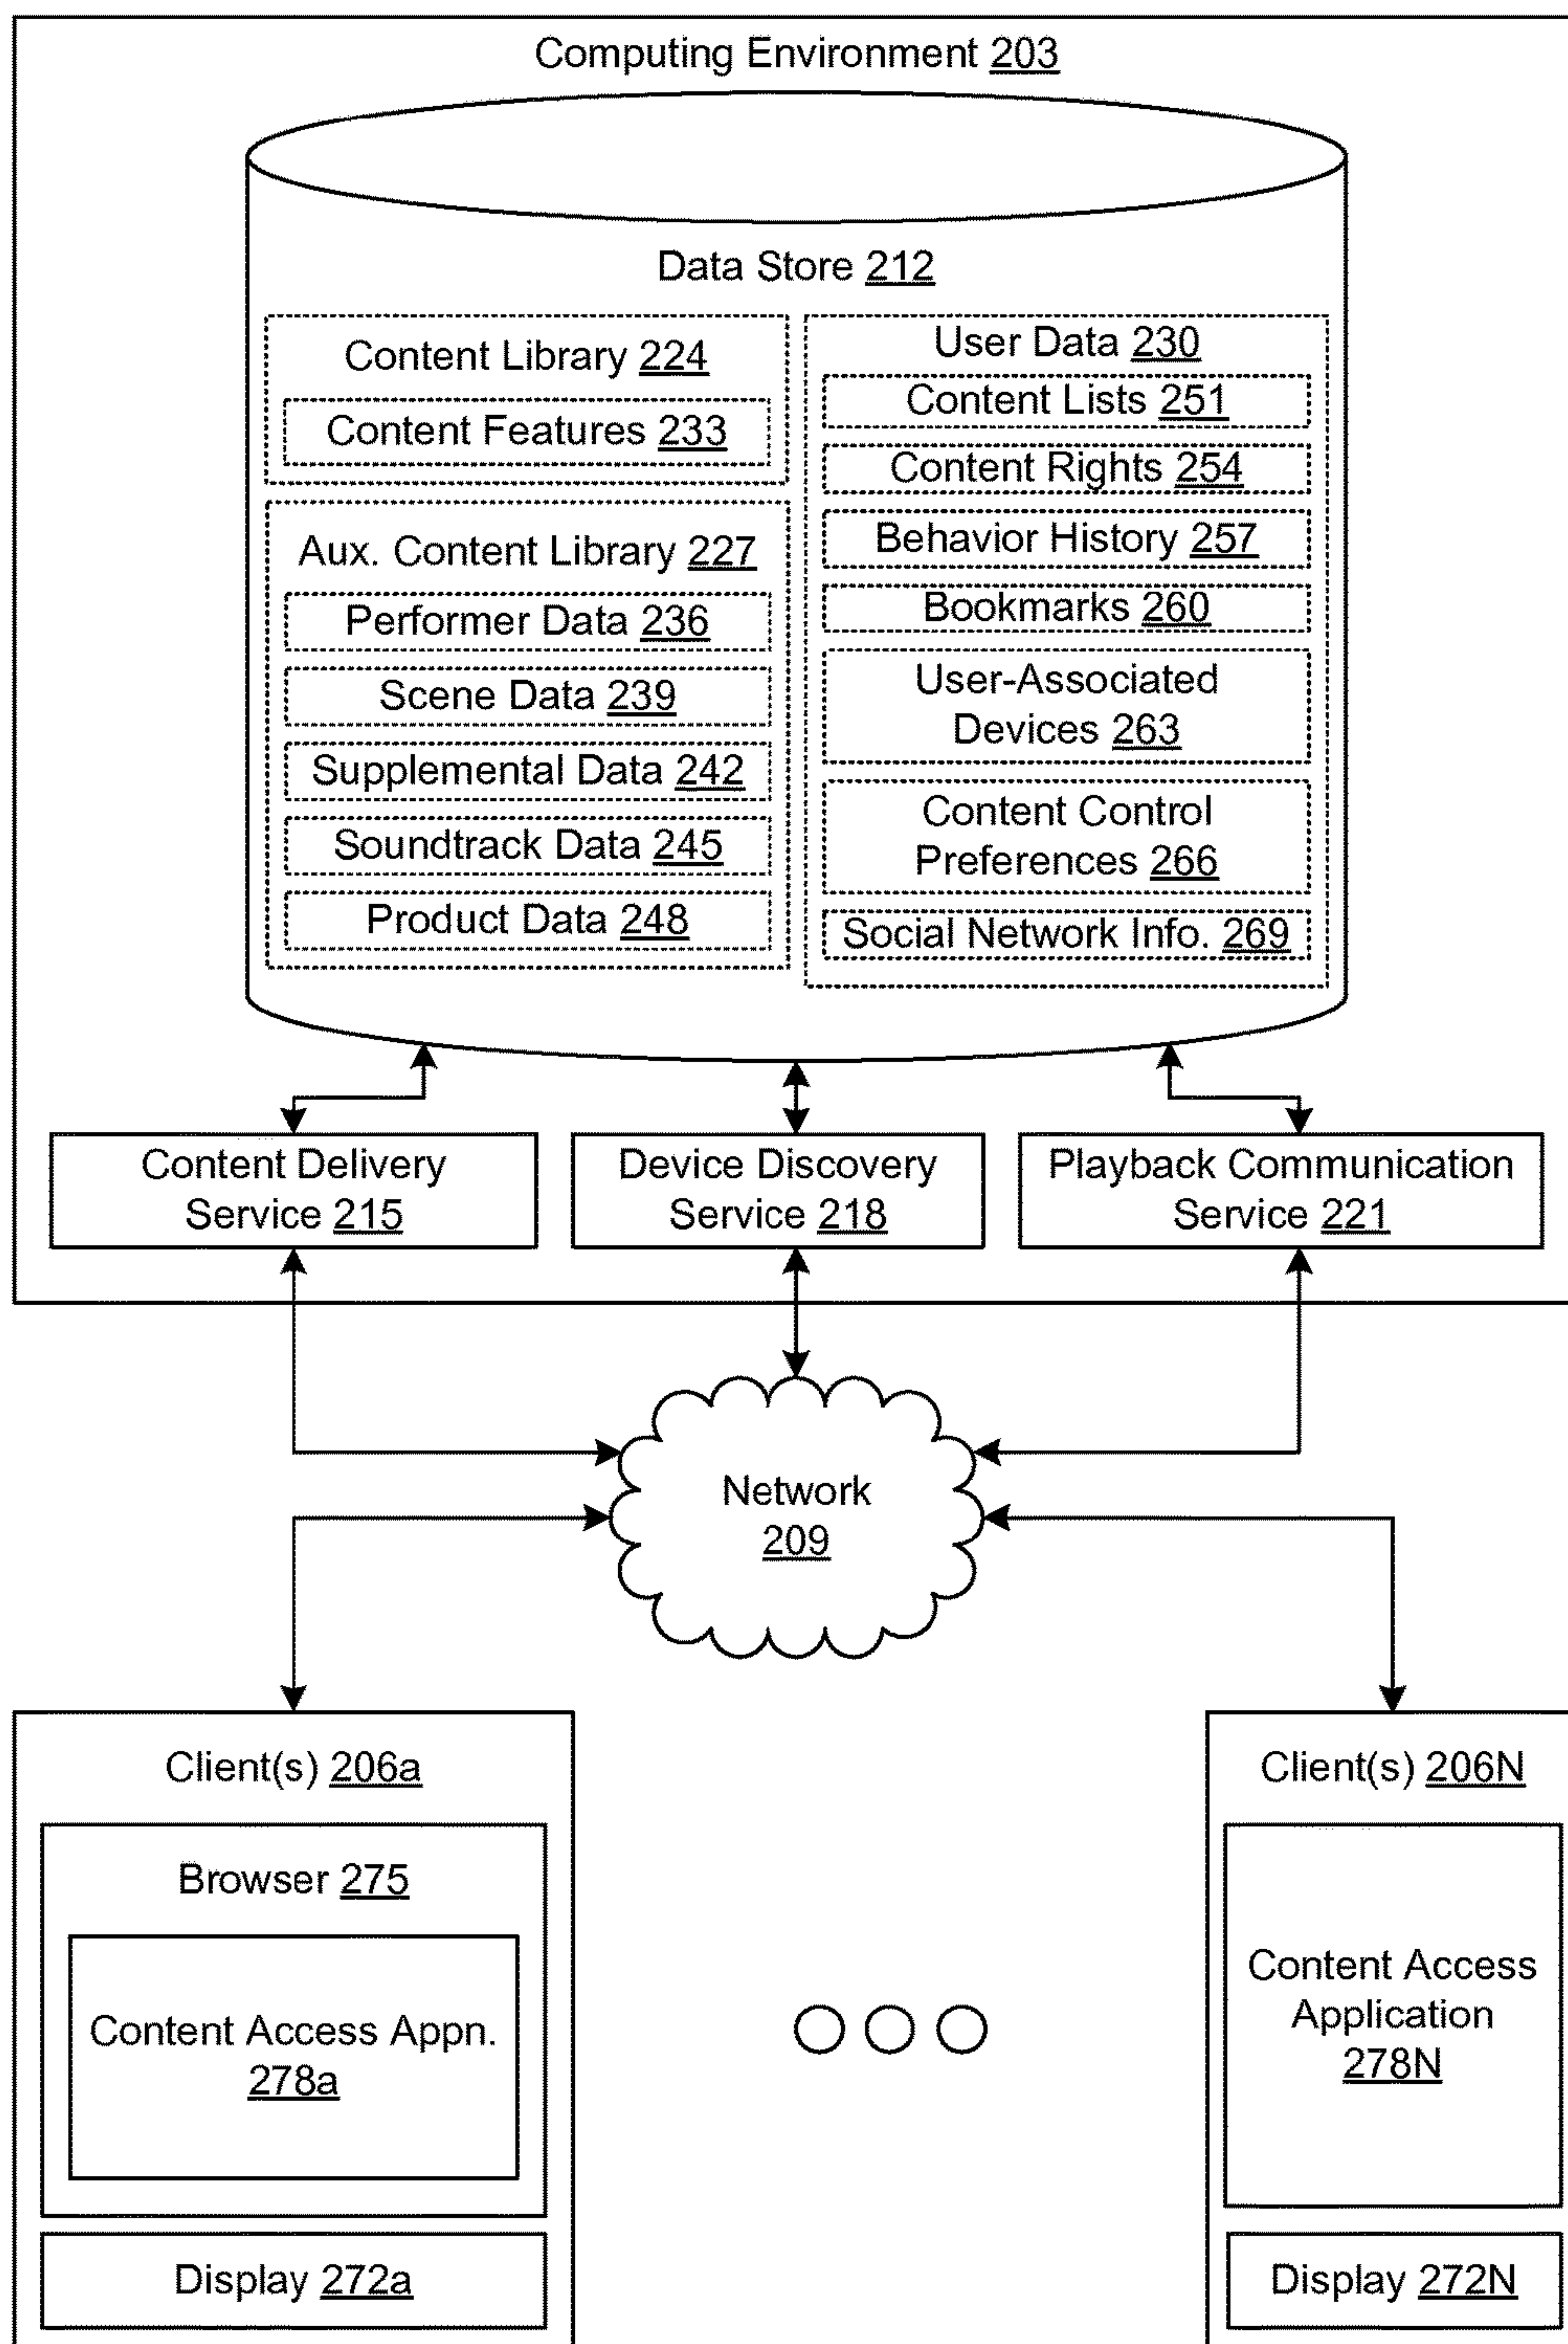 Computing Environment 203
Data Store 212
Content Library 224
Content Features 233
Aux. Content Library 227
Performer Data 236
Scene Data 239
Supplemental Data 242
Soundtrack Data 245
Product Data 248
User Data 230
Content Lists 251
Content Rights 254
Behavior History 257
Bookmarks 260
User-Associated
Devices 263
Content Control
Preferences 266
Social Network Info. 269
Content Delivery
Service 215
Device Discovery
Service 218
Playback Communication
Service 221
Network
209
Client(s) 206a
Browser 275
Content Access Appn.
278a
Display 272a
Client(s) 206N
Content Access
Application
278N
Display 272N